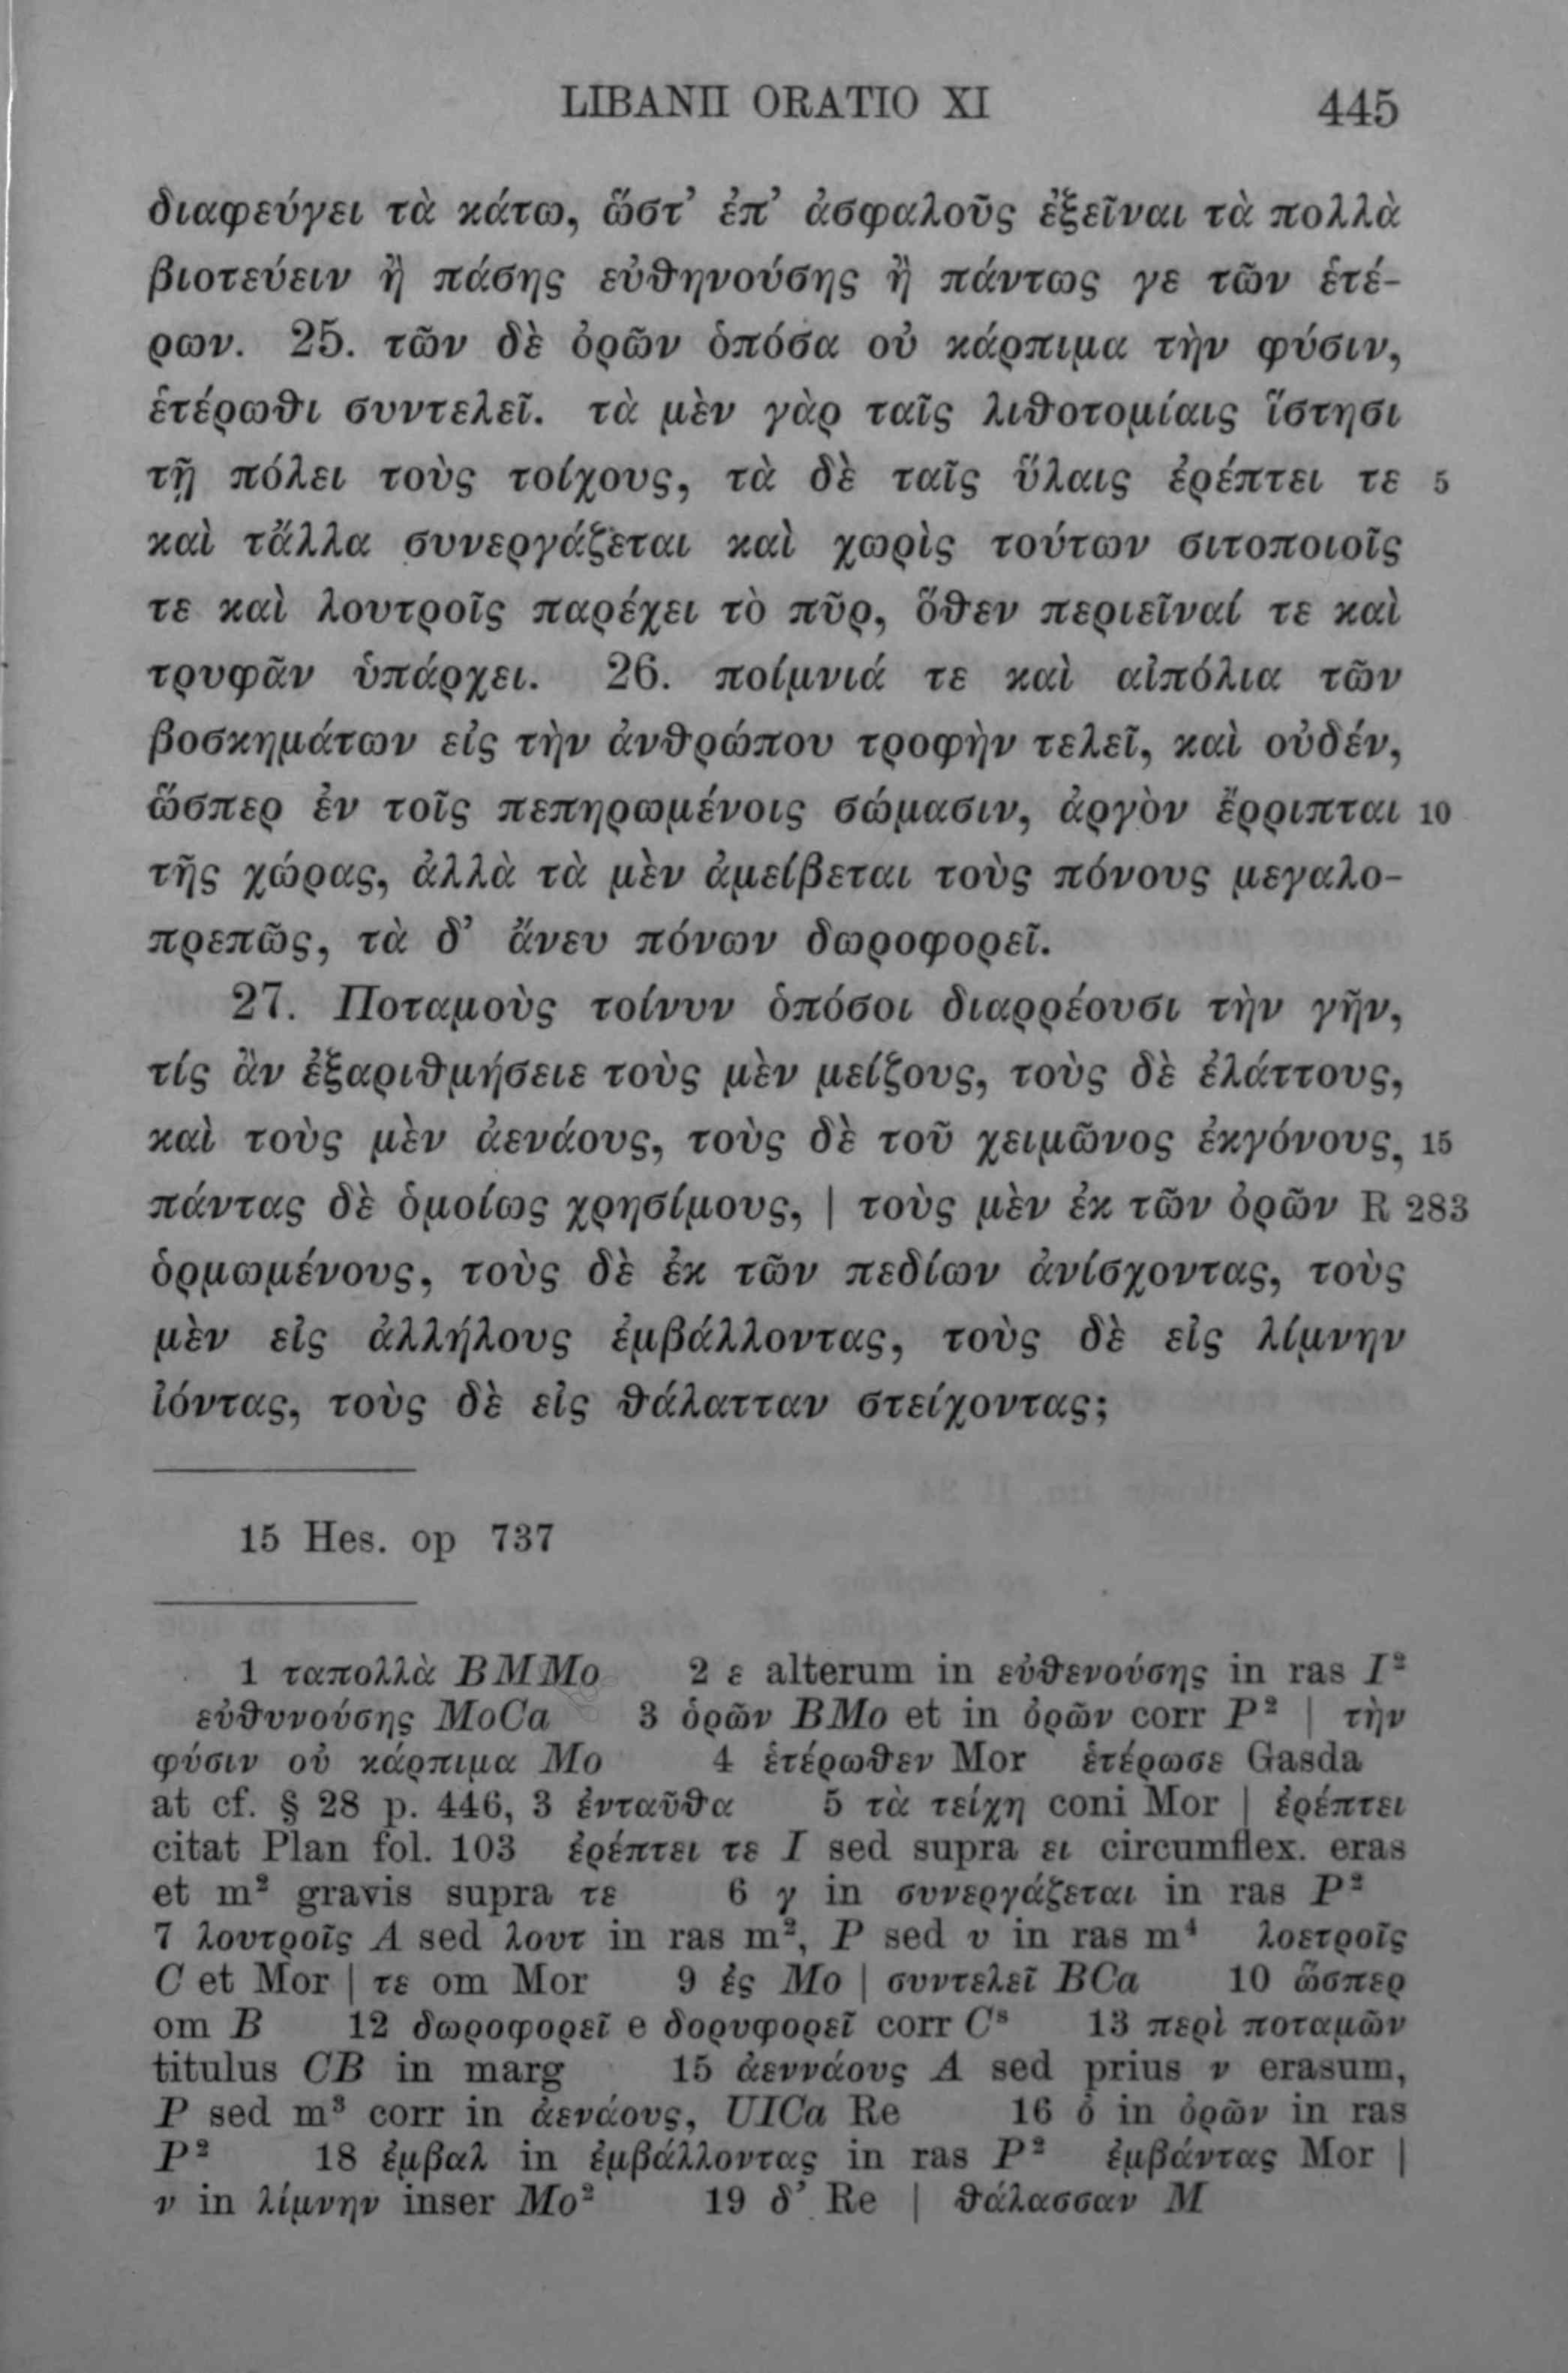 LIBANII ORATIO XI 445
διαφεύγει τὰ κάτω, ὥστ’ ἐπ’ ἀσφαλοῦς ἐξεῖναι τὰ πολλὰ
βιοτεύειν ἢ πάσης εὐθηνούσης ἢ πάντως γε τῶν ἑτέ-
ρων. 25. τῶν δὲ ὀρῶν ὁπόσα οὐ κάρπιμα τὴν φύσιν,
ἑτέρωθι συντελεῖ. τὰ μὲν γὰρ ταῖς λιθοτομίαις ἵστησι
τῇ πόλει τοὺς τοίχους, τὰ δὲ ταῖς ὕλαις ἐρέπτει τε 5
καὶ τἄλλα συνεργάζεται καὶ χωρὶς τούτων σιτοποιοῖς
τε καὶ λουτροῖς παρέχει τὸ πῦρ, ὅθεν περιεῖναί τε καὶ
τρυφᾶν ὑπάρχει. 26. ποίμνιά τε καὶ αἰπόλια τῶν
βοσκημάτων εἰς τὴν ἀνθρώπου τροφὴν τελεῖ, καὶ οὐδέν,
ὥσπερ ἐν τοῖς πεπηρωμένοις σώμασιν, ἀργὸν ἔρριπται 10
τῆς χώρας, ἀλλὰ τὰ μὲν ἀμείβεται τοὺς πόνους μεγαλο-
πρεπῶς, τὰ δ’ ἄνευ πόνων δωροφορεῖ.
27. Ποταμοὺς τοίνυν ὁπόσοι διαρρέουσι τὴν γῆν,
τίς ἂν ἐξαριθμήσειε τοὺς μὲν μείζους, τοὺς δὲ ἐλάττους,
καὶ τοὺς μὲν ἀενάους, τοὺς δὲ τοῦ χειμῶνος ἐκγόνους, 15
πάντας δὲ ὁμοίως χρησίμους, | τοὺς μὲν ἐκ τῶν ὀρῶν R 283
ὁρμωμένους, τοὺς δὲ ἐκ τῶν πεδίων ἀνίσχοντας, τοὺς
μὲν εἰς ἀλλήλους ἐμβάλλοντας, τοὺς δὲ εἰς λίμνην
ἰόντας, τοὺς δὲ εἰς θάλατταν στείχοντας;
15 Hes. op 737
1 ταπολλὰ BMMo 2 ε alterum in εὐθενούσης in ras I²
εὐθυνούσης MoCa 3 ὁρῶν BMo et in ὀρῶν corr P² | τὴν
φύσιν οὐ κάρπιμα Mo 4 ἑτέρωθεν Mor ἑτέρωσε Gasda
at cf. § 28 p. 446, 3 ἐνταῦθα 5 τὰ τείχη coni Mor | ἐρέπτει
citat Plan fol. 103 ἐρέπτει τε I sed supra ει circumflex. eras
et m² gravis supra τε 6 γ in συνεργάζεται in ras P²
7 λουτροῖς A sed λουτ in ras m², P sed υ in ras m⁴ λοετροῖς
C et Mor | τε om Mor 9 ἐς Mo | συντελεῖ BCa 10 ὥσπερ
om B 12 δωροφορεῖ e δορυφορεῖ corr Cˢ 13 περὶ ποταμῶν
titulus CB in marg 15 ἀεννάους A sed prius ν erasum,
P sed m³ corr in ἀενάους, UICa Re 16 ὀ in ὀρῶν in ras
P² 18 ἐμβαλ in ἐμβάλλοντας in ras P² ἐμβάντας Mor |
ν in λίμνην inser Mo² 19 δ’ Re | θάλασσαν M